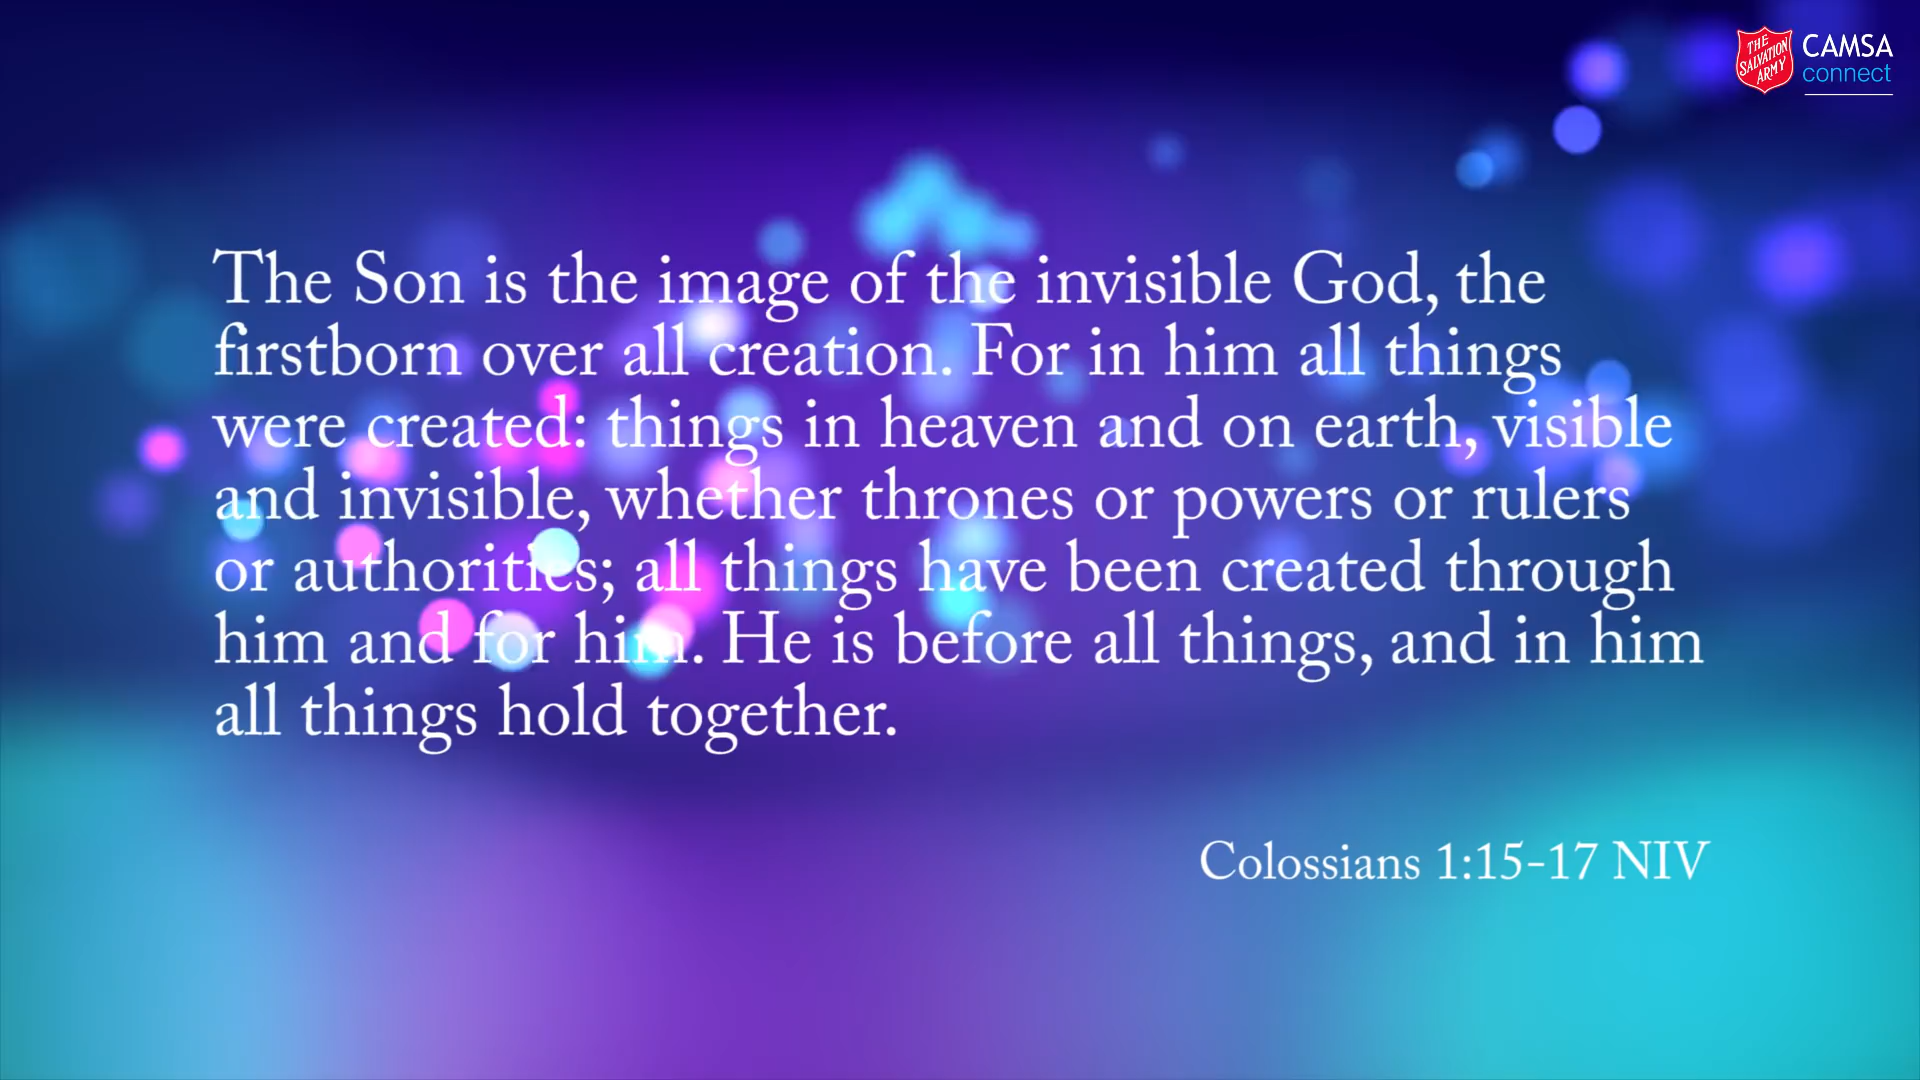 THE
SALVATION
ARMY
CAMSA
connect
The Son is the image of the invisible God, the
firstborn over all creation. For in him all things
were created: things in heaven and on earth, visible
and invisible, whether thrones or powers or rulers
or authorities; all things have been created through
him and for him. He is before all things, and in him
all things hold together.
Colossians 1:15-17 NIV